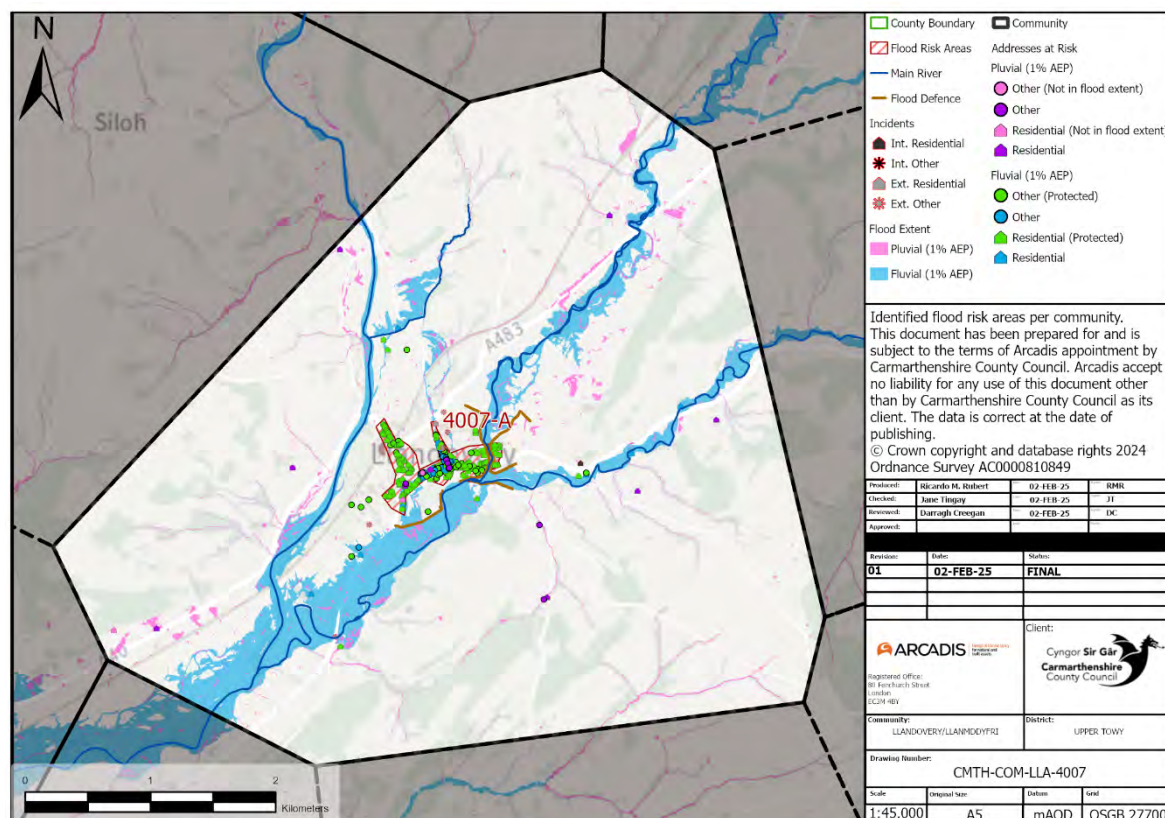 N
Siloh
A483
4007-A
0 1 2
Kilometers
County Boundary
Community
Flood Risk Areas
Main River
Flood Defence
Incidents
Int. Residential
Int. Other
Ext. Residential
Ext. Other
Flood Extent
Pluvial (1% AEP)
Fluvial (1% AEP)
Addresses at Risk
Pluvial (1% AEP)
Other (Not in flood extent)
Other
Residential (Not in flood extent)
Residential
Fluvial (1% AEP)
Other (Protected)
Other
Residential (Protected)
Residential
Identified flood risk areas per community.
This document has been prepared for and is
subject to the terms of Arcadis appointment by
Carmarthenshire County Council. Arcadis accept
no liability for any use of this document other
than by Carmarthenshire County Council as its
client. The data is correct at the date of
publishing.
© Crown copyright and database rights 2024
Ordnance Survey AC0000810849
Produced: Ricardo M. Rubert 02-FEB-25 RMR
Checked: Jane Tingay 02-FEB-25 JT
Reviewed: Darragh Creegan 02-FEB-25 DC
Approved:
Revision: Date: Status:
01 02-FEB-25 FINAL
ARCADIS
Registered Office:
80 Fenchurch Street
London
EC3M 4BY
Client:
Cyngor Sir Gâr
Carmarthenshire
County Council
Community:
LLANDOVERY/LLANMDDYFRI
District:
UPPER TOWY
Drawing Number:
CMTH-COM-LLA-4007
Scale Original Size Datum Grid
1:45,000 A5 mAOD OSGB 27700